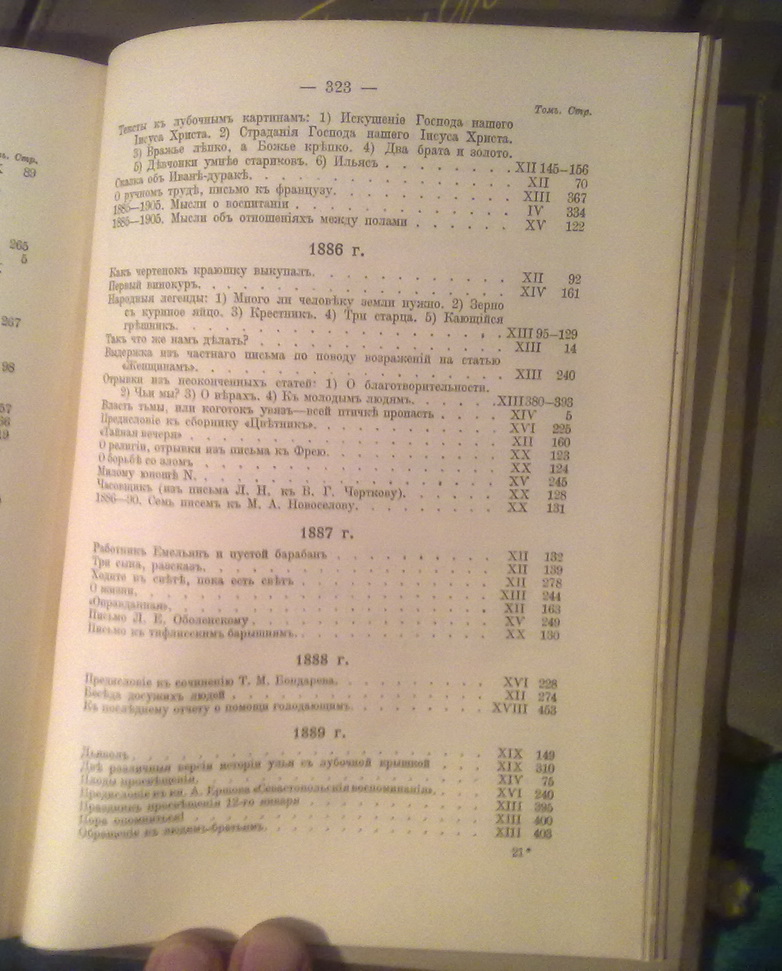 ъ. Стр.
89
265
5
267
98
57
66
19
— 323 —
Томъ. Стр.
Тексты къ лубочнымъ картинамъ: 1) Искушеніе Господа нашего
Іисуса Христа. 2) Страданія Господа нашего Іисуса Христа.
3) Вражье лѣпко, а Божье крѣпко. 4) Два брата и золото.
5) Дѣвчонки умнѣе стариковъ. 6) Ильясъ . . . . . . . . XII 145–156
Сказка объ Иванѣ-дуракѣ. . . . . . . . . . . . . . XII 70
О ручномъ трудѣ, письмо къ французу. . . . . . . . . XIII 367
1885—1905. Мысли о воспитаніи . . . . . . . . . . . IV 334
1885—1905. Мысли объ отношеніяхъ между полами . . . . . XV 122
1886 г.
Какъ чертенокъ краюшку выкупалъ. . . . . . . . . . . XII 92
Первый винокуръ. . . . . . . . . . . . . . . . XIV 161
Народныя легенды: 1) Много ли человѣку земли нужно. 2) Зерно
съ куриное яйцо. 3) Крестникъ. 4) Три старца. 5) Кающійся
грѣшникъ. . . . . . . . . . . . . . . . . XIII 95–129
Такъ что же намъ дѣлать? . . . . . . . . . . . . XIII 14
Выдержка изъ частнаго письма по поводу возраженій на статью
«Женщинамъ». . . . . . . . . . . . . . . . XIII 240
Отрывки изъ неоконченныхъ статей: 1) О благотворительности.
2) Чьи мы? 3) О вѣрахъ. 4) Къ молодымъ людямъ. . . . . . XIII 380–393
Власть тьмы, или коготокъ увязъ—всей птичкѣ пропасть . . . . XIV 5
Предисловіе къ сборнику «Цвѣтникъ». . . . . . . . . . XVI 225
«Тайная вечеря» . . . . . . . . . . . . . . . XII 160
О религіи, отрывки изъ письма къ Фрею. . . . . . . . . XX 123
О борьбѣ со зломъ . . . . . . . . . . . . . . XX 124
Милому юношѣ N. . . . . . . . . . . . . . . . XV 245
Часовщикъ (изъ письма Л. Н. къ В. Г. Черткову). . . . . . XX 128
1886—90. Семь писемъ къ М. А. Новоселову. . . . . . . . XX 131
1887 г.
Работникъ Емельянъ и пустой барабанъ . . . . . . . . . XII 132
Три сына, разсказъ. . . . . . . . . . . . . . . XII 139
Ходите въ свѣтѣ, пока есть свѣтъ . . . . . . . . . . XII 278
О жизни. . . . . . . . . . . . . . . . . . XIII 244
«Оправданная». . . . . . . . . . . . . . . . XII 163
Письмо Л. Е. Оболенскому . . . . . . . . . . . . XV 249
Письмо къ тифлисскимъ барышнямъ. . . . . . . . . . . XX 130
1888 г.
Предисловіе къ сочиненію Т. М. Бондарева. . . . . . . . XVI 228
Бесѣда досужихъ людей . . . . . . . . . . . . . XII 274
Къ послѣднему отчету о помощи голодающимъ. . . . . . . XVIII 453
1889 г.
Дьяволъ. . . . . . . . . . . . . . . . . . XIX 149
Двѣ различныя версіи исторіи улья съ лубочной крышкой . . . XIX 310
Плоды просвѣщенія. . . . . . . . . . . . . . . XIV 75
Предисловіе къ кн. А. Ершова «Севастопольскія воспоминанія». . XVI 240
Праздникъ просвѣщенія 12-го января . . . . . . . . . XIII 395
Пора опомниться! . . . . . . . . . . . . . . . XIII 400
Обращеніе къ людямъ-братьямъ. . . . . . . . . . . . XIII 403
21*